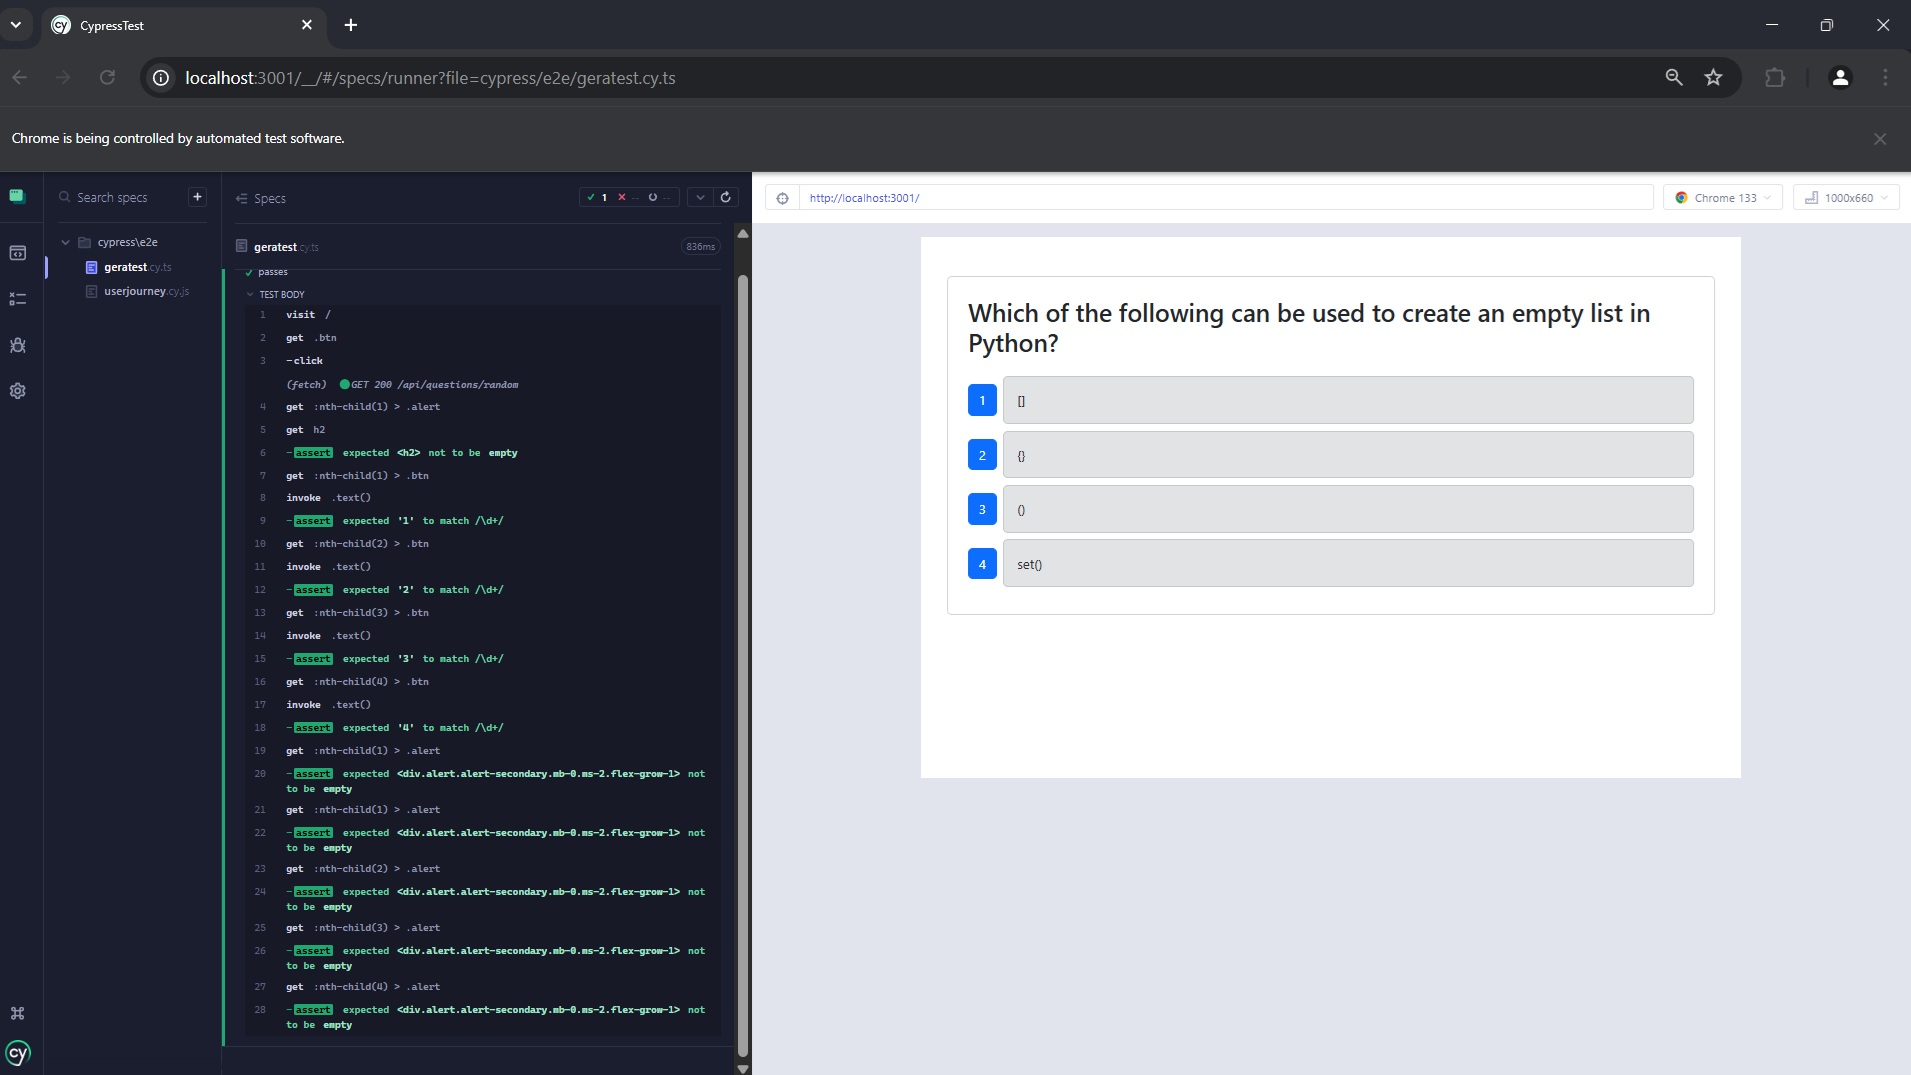 CypressTest
localhost:3001/__/#/specs/runner?file=cypress/e2e/geratest.cy.ts
Chrome is being controlled by automated test software.
Search specs
+
cypress\e2e
geratest.cy.ts
userjourney.cy.js
cy
Specs
1 -- --
geratest.cy.ts 836ms
passes
TEST BODY
1 visit /
2 get .btn
3 -click
(fetch) GET 200 /api/questions/random
4 get :nth-child(1) > .alert
5 get h2
6 -assert expected <h2> not to be empty
7 get :nth-child(1) > .btn
8 invoke .text()
9 -assert expected '1' to match /\d+/
10 get :nth-child(2) > .btn
11 invoke .text()
12 -assert expected '2' to match /\d+/
13 get :nth-child(3) > .btn
14 invoke .text()
15 -assert expected '3' to match /\d+/
16 get :nth-child(4) > .btn
17 invoke .text()
18 -assert expected '4' to match /\d+/
19 get :nth-child(1) > .alert
20 -assert expected <div.alert.alert-secondary.mb-0.ms-2.flex-grow-1> not
to be empty
21 get :nth-child(1) > .alert
22 -assert expected <div.alert.alert-secondary.mb-0.ms-2.flex-grow-1> not
to be empty
23 get :nth-child(2) > .alert
24 -assert expected <div.alert.alert-secondary.mb-0.ms-2.flex-grow-1> not
to be empty
25 get :nth-child(3) > .alert
26 -assert expected <div.alert.alert-secondary.mb-0.ms-2.flex-grow-1> not
to be empty
27 get :nth-child(4) > .alert
28 -assert expected <div.alert.alert-secondary.mb-0.ms-2.flex-grow-1> not
to be empty
http://localhost:3001/
Chrome 133
1000x660
Which of the following can be used to create an empty list in
Python?
1 []
2 {}
3 ()
4 set()